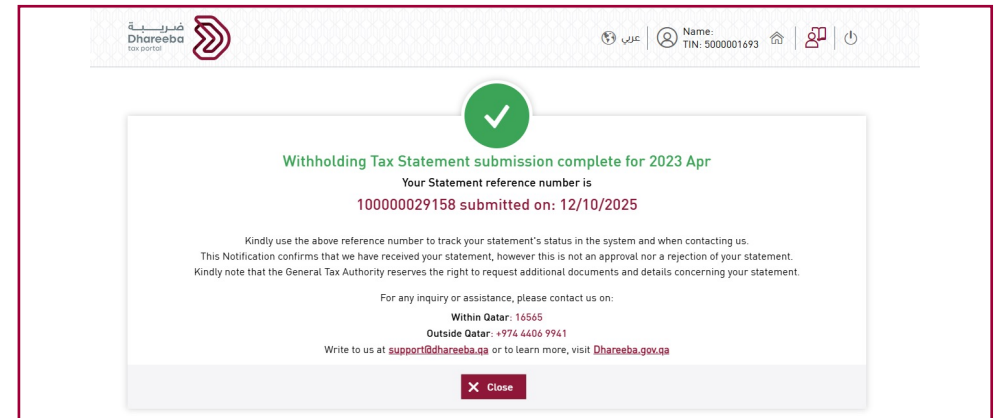 ضريبة
Dhareeba
tax portal
عربي
Name:
TIN: 5000001693
Withholding Tax Statement submission complete for 2023 Apr
Your Statement reference number is
100000029158 submitted on: 12/10/2025
Kindly use the above reference number to track your statement's status in the system and when contacting us.
This Notification confirms that we have received your statement, however this is not an approval nor a rejection of your statement.
Kindly note that the General Tax Authority reserves the right to request additional documents and details concerning your statement.
For any inquiry or assistance, please contact us on:
Within Qatar: 16565
Outside Qatar: +974 4406 9941
Write to us at support@dhareeba.qa or to learn more, visit Dhareeba.gov.qa
Close